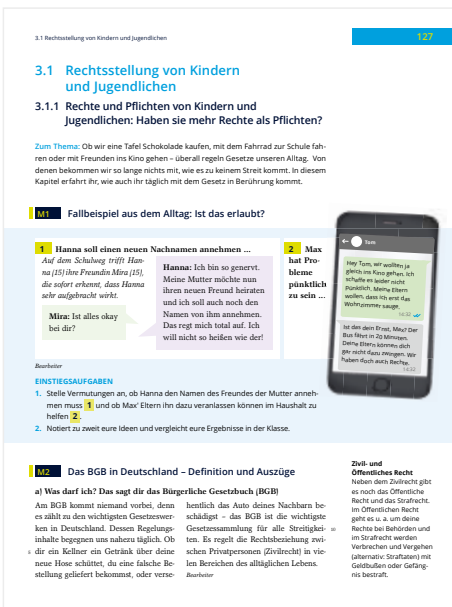 3.1 Rechtsstellung von Kindern und Jugendlichen
127
3.1 Rechtsstellung von Kindern
und Jugendlichen
3.1.1 Rechte und Pflichten von Kindern und
Jugendlichen: Haben sie mehr Rechte als Pflichten?
Zum Thema: Ob wir eine Tafel Schokolade kaufen, mit dem Fahrrad zur Schule fah-
ren oder mit Freunden ins Kino gehen – überall regeln Gesetze unseren Alltag. Von
denen bekommen wir so lange nichts mit, wie es zu keinem Streit kommt. In diesem
Kapitel erfahrt ihr, wie auch ihr täglich mit dem Gesetz in Berührung kommt.
M1 Fallbeispiel aus dem Alltag: Ist das erlaubt?
1 Hanna soll einen neuen Nachnamen annehmen ...
Auf dem Schulweg trifft Han-
na (15) ihre Freundin Mira (15),
die sofort erkennt, dass Hanna
sehr aufgebracht wirkt.
Mira: Ist alles okay
bei dir?
Hanna: Ich bin so genervt.
Meine Mutter möchte nun
ihren neuen Freund heiraten
und ich soll auch noch den
Namen von ihm annehmen.
Das regt mich total auf. Ich
will nicht so heißen wie der!
2 Max
hat Pro-
bleme
pünktlich
zu sein ...
Tom
Hey Tom, wir wollten ja
gleich ins Kino gehen. Ich
schaffe es leider nicht
pünktlich. Meine Eltern
wollen, dass ich erst das
Wohnzimmer sauge.
14:32
Ist das dein Ernst, Max? Der
Bus fährt in 20 Minuten.
Deine Eltern können dich
gar nicht dazu zwingen. Wir
haben doch auch Rechte.
14:32
Bearbeiter
EINSTIEGSAUFGABEN
1. Stelle Vermutungen an, ob Hanna den Namen des Freundes der Mutter anneh-
men muss 1 und ob Max' Eltern ihn dazu veranlassen können im Haushalt zu
helfen 2.
2. Notiert zu zweit eure Ideen und vergleicht eure Ergebnisse in der Klasse.
M2 Das BGB in Deutschland – Definition und Auszüge
a) Was darf ich? Das sagt dir das Bürgerliche Gesetzbuch (BGB)
Am BGB kommt niemand vorbei, denn
es zählt zu den wichtigsten Gesetzeswer-
ken in Deutschland. Dessen Regelungs-
inhalte begegnen uns nahezu täglich. Ob
5 dir ein Kellner ein Getränk über deine
neue Hose schüttet, du eine falsche Be-
stellung geliefert bekommst, oder verse-
hentlich das Auto deines Nachbarn be-
schädigst – das BGB ist die wichtigste
Gesetzessammlung für alle Streitigkei- 10
ten. Es regelt die Rechtsbeziehung zwi-
schen Privatpersonen (Zivilrecht) in vie-
len Bereichen des alltäglichen Lebens.
Bearbeiter
Zivil- und
Öffentliches Recht
Neben dem Zivilrecht gibt
es noch das Öffentliche
Recht und das Strafrecht.
Im Öffentlichen Recht
geht es u. a. um deine
Rechte bei Behörden und
im Strafrecht werden
Verbrechen und Vergehen
(alternativ: Straftaten) mit
Geldbußen oder Gefäng-
nis bestraft.